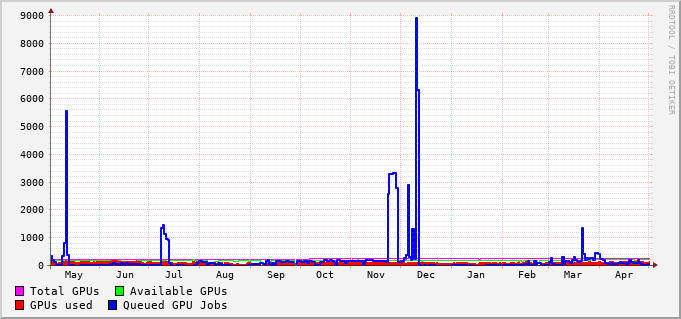 RRDTOOL / TOBI OETIKER
9000
8000
7000
6000
5000
4000
3000
2000
1000
0
May Jun Jul Aug Sep Oct Nov Dec Jan Feb Mar Apr
Total GPUs Available GPUs
GPUs used Queued GPU Jobs